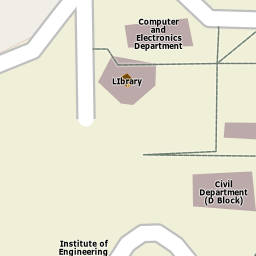 Computer
and
Electronics
Department
LIbrary
Civil
Department
(D Block)
Institute of
Engineering